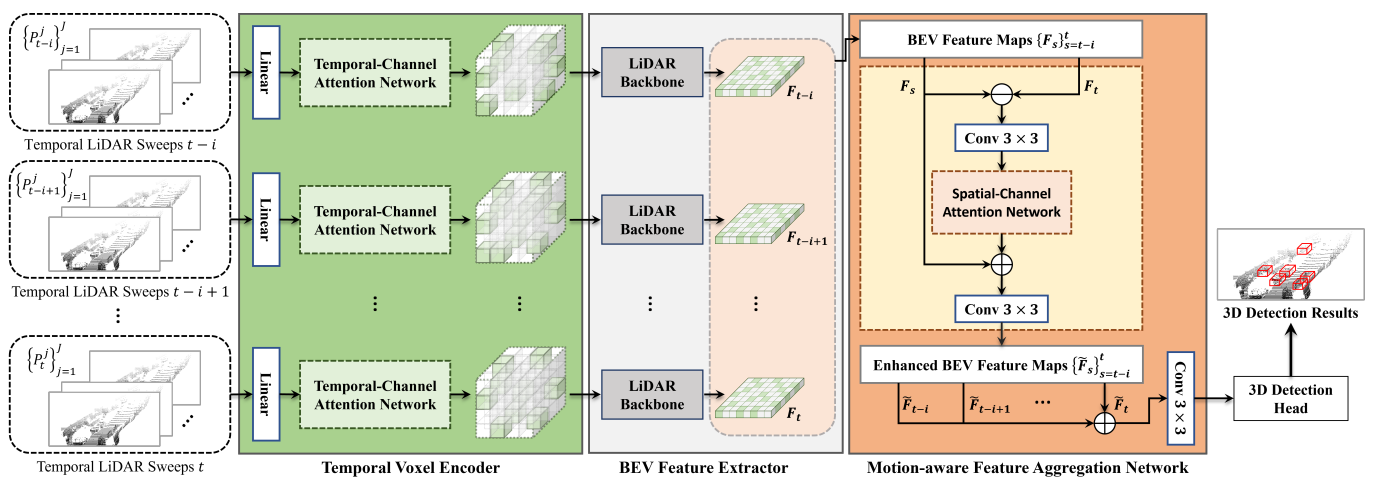 {P^j_{t−i}}^J_{j=1}
Temporal LiDAR Sweeps t − i
{P^j_{t−i+1}}^J_{j=1}
Temporal LiDAR Sweeps t − i + 1
{P^j_t}^J_{j=1}
Temporal LiDAR Sweeps t
Linear
Temporal-Channel
Attention Network
Linear
Temporal-Channel
Attention Network
Linear
Temporal-Channel
Attention Network
Temporal Voxel Encoder
LiDAR
Backbone
F_{t−i}
LiDAR
Backbone
F_{t−i+1}
LiDAR
Backbone
F_t
BEV Feature Extractor
BEV Feature Maps {F_s}^t_{s=t−i}
F_s
F_t
Conv 3 × 3
Spatial-Channel
Attention Network
Conv 3 × 3
Enhanced BEV Feature Maps {F̃_s}^t_{s=t−i}
F̃_{t−i}
F̃_{t−i+1}
F̃_t
Conv 3 × 3
Motion-aware Feature Aggregation Network
3D Detection Results
3D Detection
Head